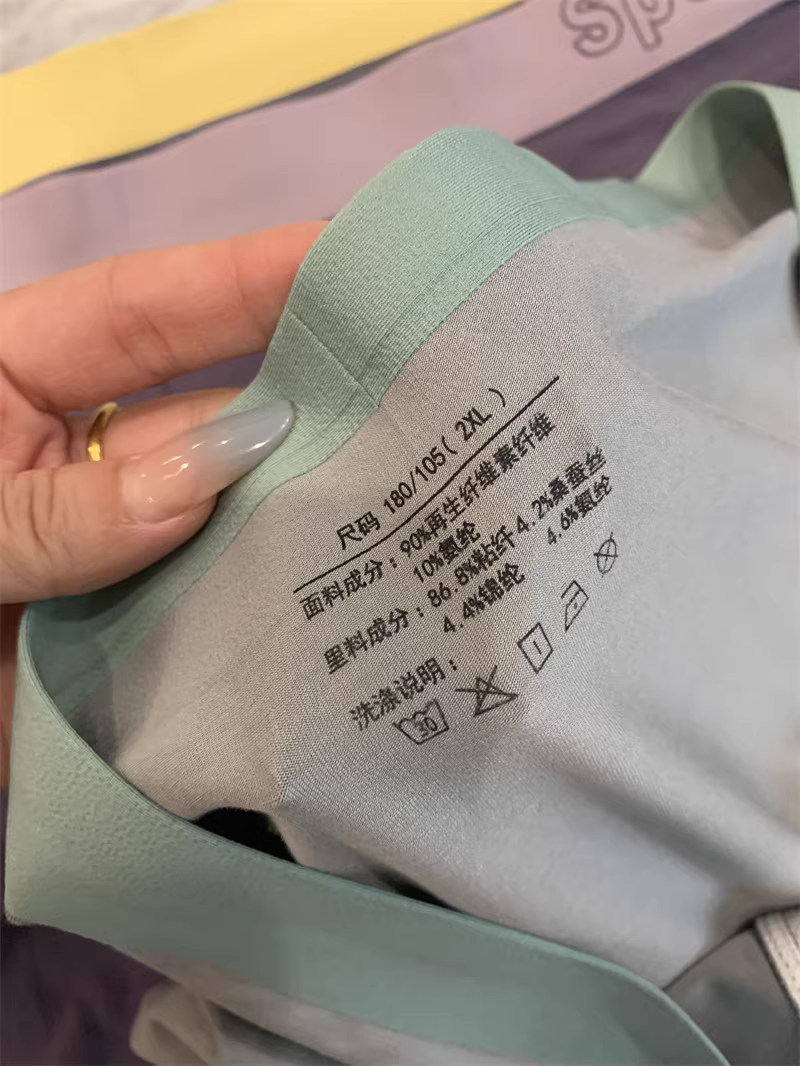 Sp
尺码 180/105(2XL)
面料成分：90%再生纤维素纤维
10%氨纶
里料成分：86.8%粘纤 4.2%桑蚕丝
4.4%锦纶 4.6%氨纶
洗涤说明：
30